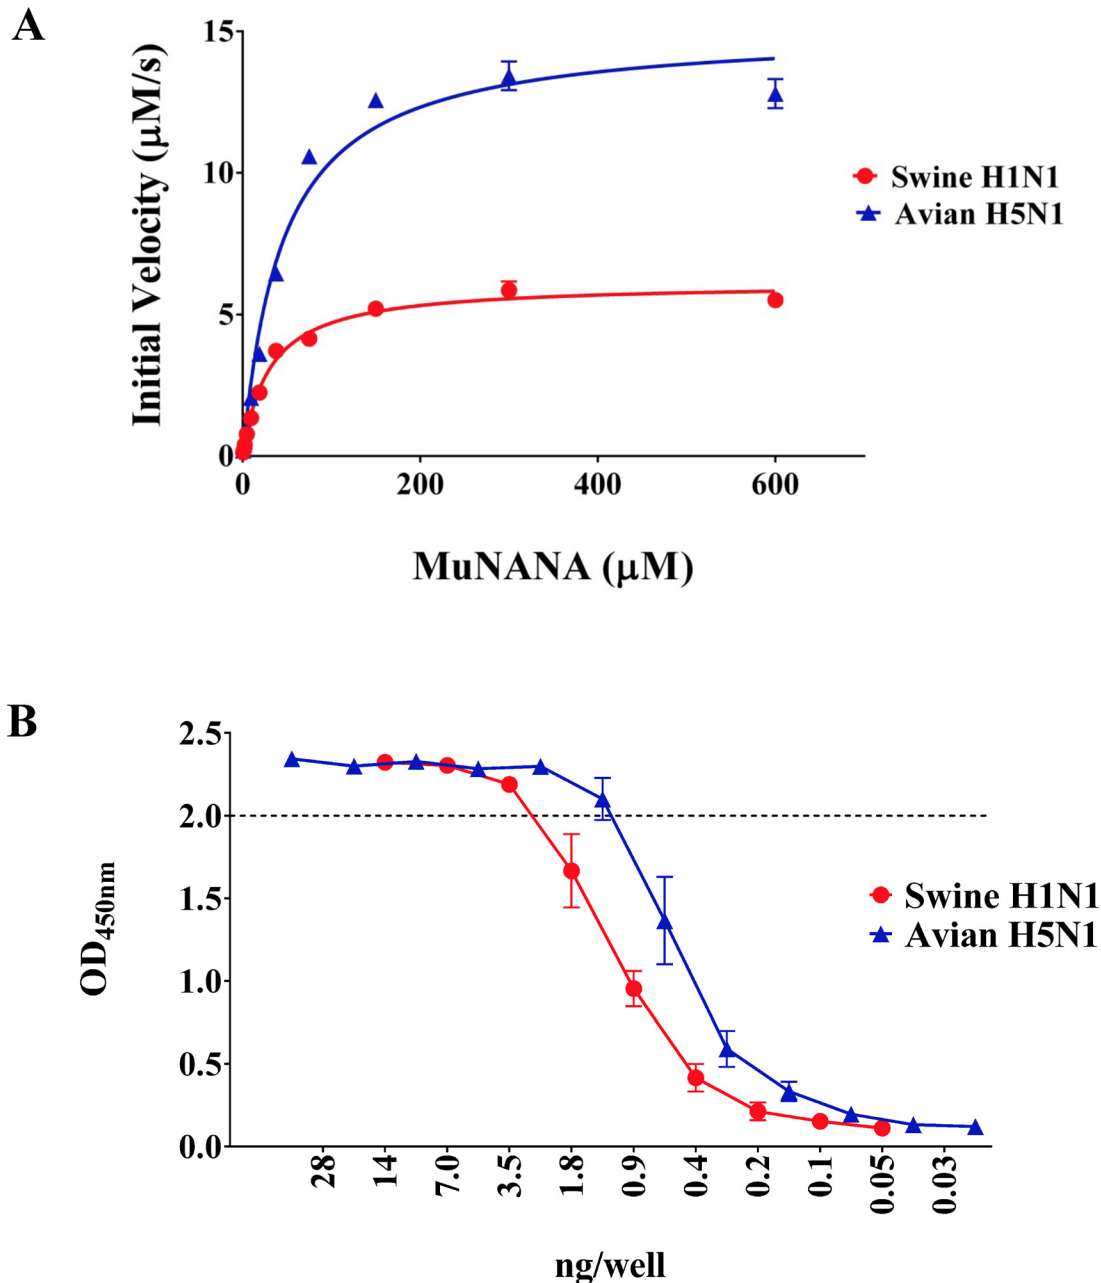 A
Initial Velocity (μM/s)
15
10
5
0
0 200 400 600
MuNANA (μM)
Swine H1N1
Avian H5N1
B
OD450nm
2.5
2.0
1.5
1.0
0.5
0.0
28 14 7.0 3.5 1.8 0.9 0.4 0.2 0.1 0.05 0.03
ng/well
Swine H1N1
Avian H5N1